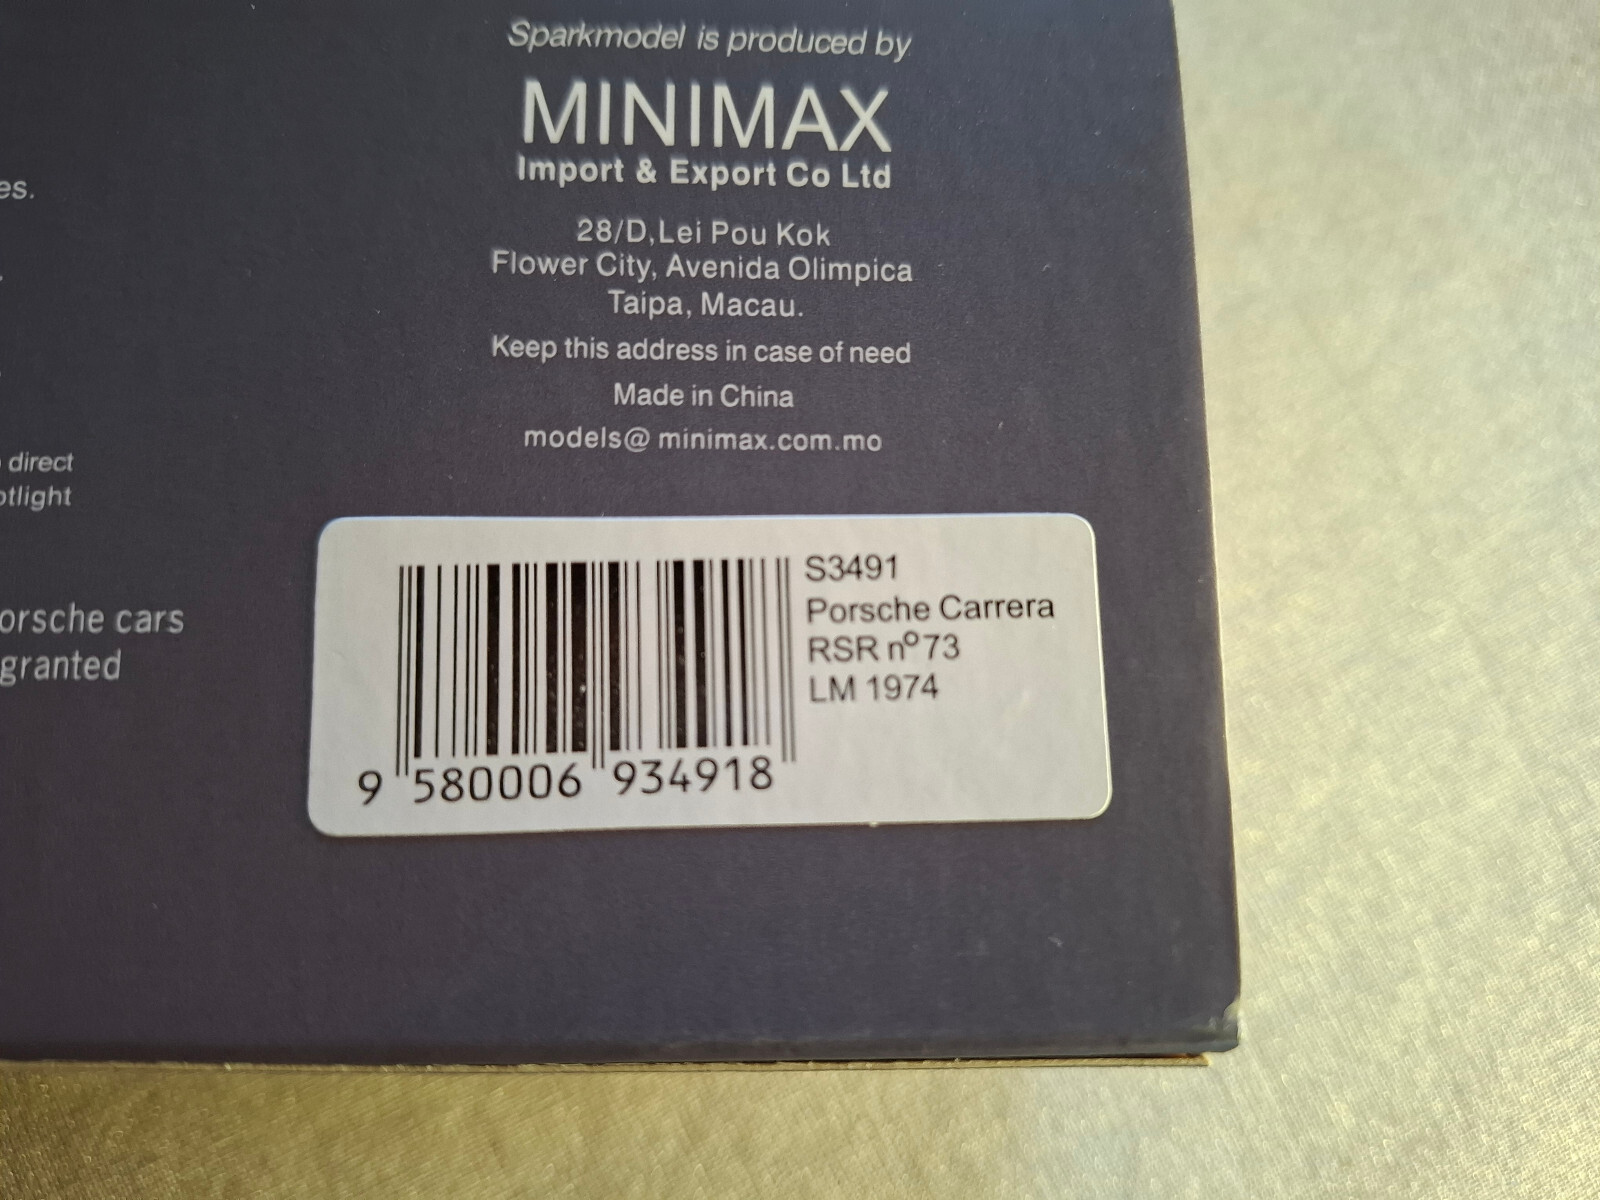 Sparkmodel is produced by
MINIMAX
Import & Export Co Ltd
28/D,Lei Pou Kok
Flower City, Avenida Olimpica
Taipa, Macau.
Keep this address in case of need
Made in China
models@ minimax.com.mo
es.
direct
otlight
orsche cars
granted
S3491
Porsche Carrera
RSR nº73
LM 1974
9 580006 934918